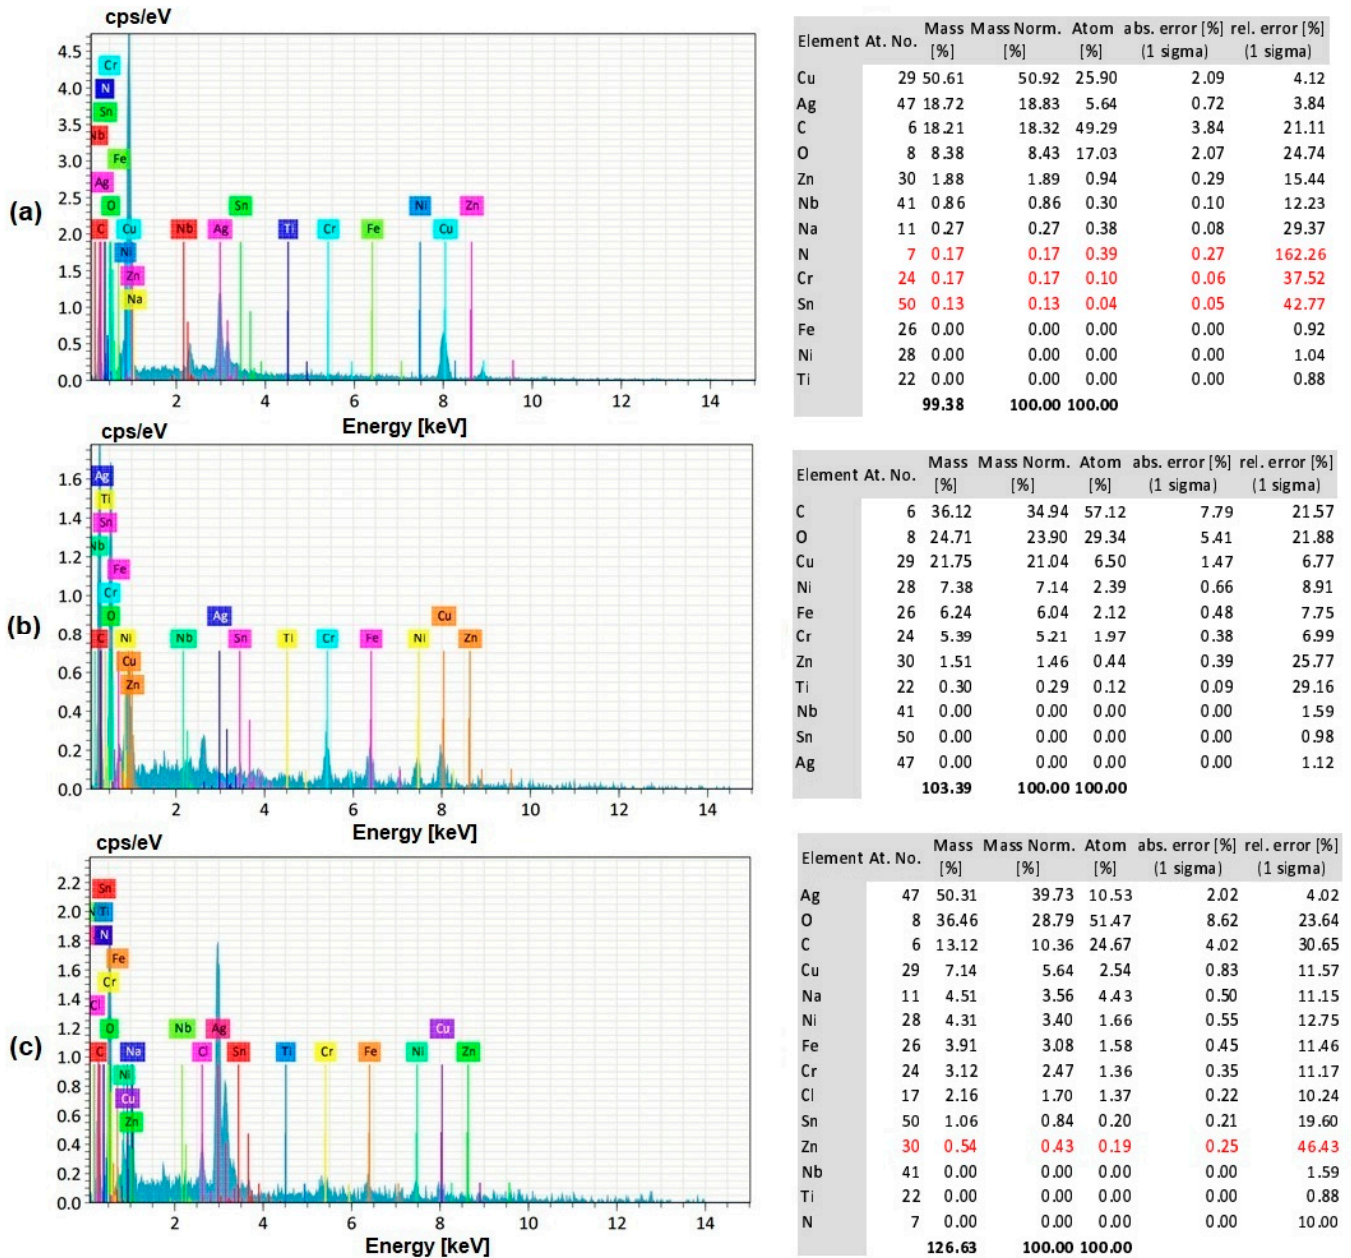 cps/eV
4.5
4.0
3.5
3.0
2.5
2.0
1.5
1.0
0.5
0.0
Cr
N
Sn
Nb
Fe
Ag
O
C
Cu
Ni
Zn
Na
Nb
Ag
Sn
Ti
Cr
Fe
Ni
Cu
Zn
(a)
2 4 6 8 10 12 14
Energy [keV]
Element At. No. Mass [%] Mass Norm. [%] Atom [%] abs. error [%] (1 sigma) rel. error [%] (1 sigma)
Cu 29 50.61 50.92 25.90 2.09 4.12
Ag 47 18.72 18.83 5.64 0.72 3.84
C 6 18.21 18.32 49.29 3.84 21.11
O 8 8.38 8.43 17.03 2.07 24.74
Zn 30 1.88 1.89 0.94 0.29 15.44
Nb 41 0.86 0.86 0.30 0.10 12.23
Na 11 0.27 0.27 0.38 0.08 29.37
N 7 0.17 0.17 0.39 0.27 162.26
Cr 24 0.17 0.17 0.10 0.06 37.52
Sn 50 0.13 0.13 0.04 0.05 42.77
Fe 26 0.00 0.00 0.00 0.00 0.92
Ni 28 0.00 0.00 0.00 0.00 1.04
Ti 22 0.00 0.00 0.00 0.00 0.88
99.38 100.00 100.00
cps/eV
1.6
1.4
1.2
1.0
0.8
0.6
0.4
0.2
0.0
Ag
Ti
Sn
Nb
Fe
Cr
O
C
Ni
Cu
Zn
Nb
Ag
Sn
Ti
Cr
Fe
Ni
Cu
Zn
(b)
2 4 6 8 10 12 14
Energy [keV]
Element At. No. Mass [%] Mass Norm. [%] Atom [%] abs. error [%] (1 sigma) rel. error [%] (1 sigma)
C 6 36.12 34.94 57.12 7.79 21.57
O 8 24.71 23.90 29.34 5.41 21.88
Cu 29 21.75 21.04 6.50 1.47 6.77
Ni 28 7.38 7.14 2.39 0.66 8.91
Fe 26 6.24 6.04 2.12 0.48 7.75
Cr 24 5.39 5.21 1.97 0.38 6.99
Zn 30 1.51 1.46 0.44 0.39 25.77
Ti 22 0.30 0.29 0.12 0.09 29.16
Nb 41 0.00 0.00 0.00 0.00 1.59
Sn 50 0.00 0.00 0.00 0.00 0.98
Ag 47 0.00 0.00 0.00 0.00 1.12
103.39 100.00 100.00
cps/eV
2.2
2.0
1.8
1.6
1.4
1.2
1.0
0.8
0.6
0.4
0.2
0.0
Sn
Ti
N
Fe
Cr
Cl
O
C
Na
Ni
Cu
Zn
Nb
Ag
Cl
Sn
Ti
Cr
Fe
Ni
Cu
Zn
(c)
2 4 6 8 10 12 14
Energy [keV]
Element At. No. Mass [%] Mass Norm. [%] Atom [%] abs. error [%] (1 sigma) rel. error [%] (1 sigma)
Ag 47 50.31 39.73 10.53 2.02 4.02
O 8 36.46 28.79 51.47 8.62 23.64
C 6 13.12 10.36 24.67 4.02 30.65
Cu 29 7.14 5.64 2.54 0.83 11.57
Na 11 4.51 3.56 4.43 0.50 11.15
Ni 28 4.31 3.40 1.66 0.55 12.75
Fe 26 3.91 3.08 1.58 0.45 11.46
Cr 24 3.12 2.47 1.36 0.35 11.17
Cl 17 2.16 1.70 1.37 0.22 10.24
Sn 50 1.06 0.84 0.20 0.21 19.60
Zn 30 0.54 0.43 0.19 0.25 46.43
Nb 41 0.00 0.00 0.00 0.00 1.59
Ti 22 0.00 0.00 0.00 0.00 0.88
N 7 0.00 0.00 0.00 0.00 10.00
126.63 100.00 100.00